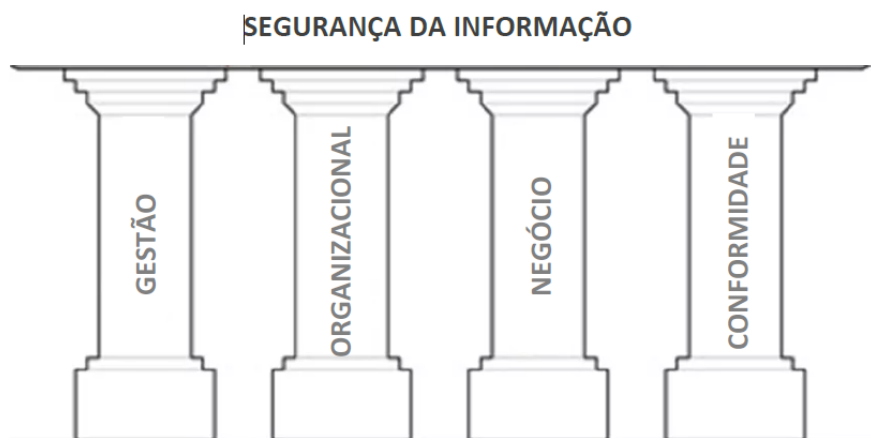 SEGURANÇA DA INFORMAÇÃO
GESTÃO
ORGANIZACIONAL
NEGÓCIO
CONFORMIDADE